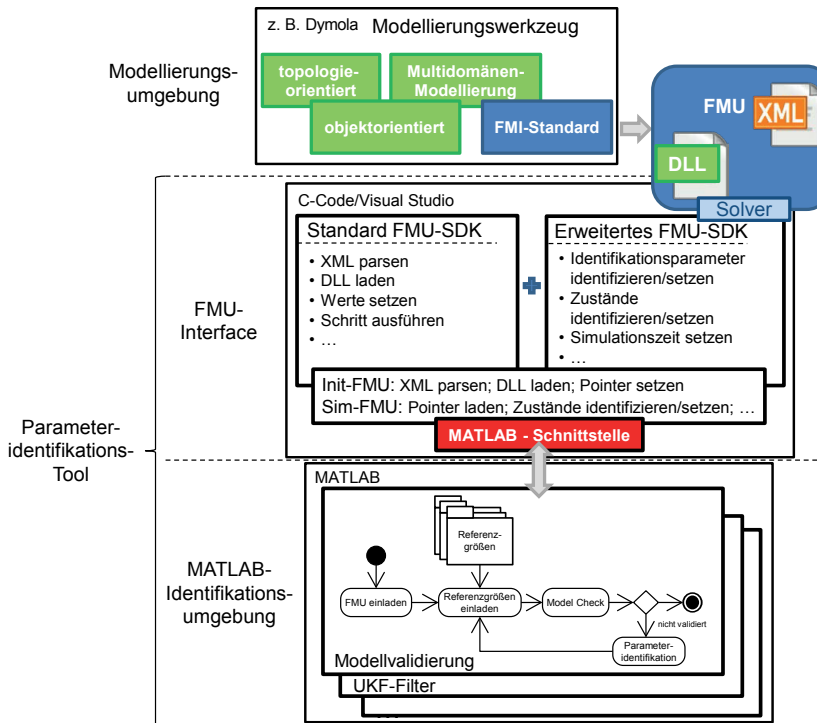 z. B. Dymola Modellierungswerkzeug
Modellierungs-
umgebung
topologie-
orientiert
Multidomänen-
Modellierung
objektorientiert
FMI-Standard
FMU
XML
DLL
Solver
C-Code/Visual Studio
Standard FMU-SDK
• XML parsen
• DLL laden
• Werte setzen
• Schritt ausführen
• …
Erweitertes FMU-SDK
• Identifikationsparameter
identifizieren/setzen
• Zustände
identifizieren/setzen
• Simulationszeit setzen
• …
FMU-
Interface
Init-FMU: XML parsen; DLL laden; Pointer setzen
Sim-FMU: Pointer laden; Zustände identifizieren/setzen; …
MATLAB - Schnittstelle
Parameter-
identifikations-
Tool
MATLAB
Referenz-
größen
FMU einladen
Referenzgrößen
einladen
Model Check
nicht validiert
Parameter-
identifikation
MATLAB-
Identifikations-
umgebung
Modellvalidierung
UKF-Filter
…